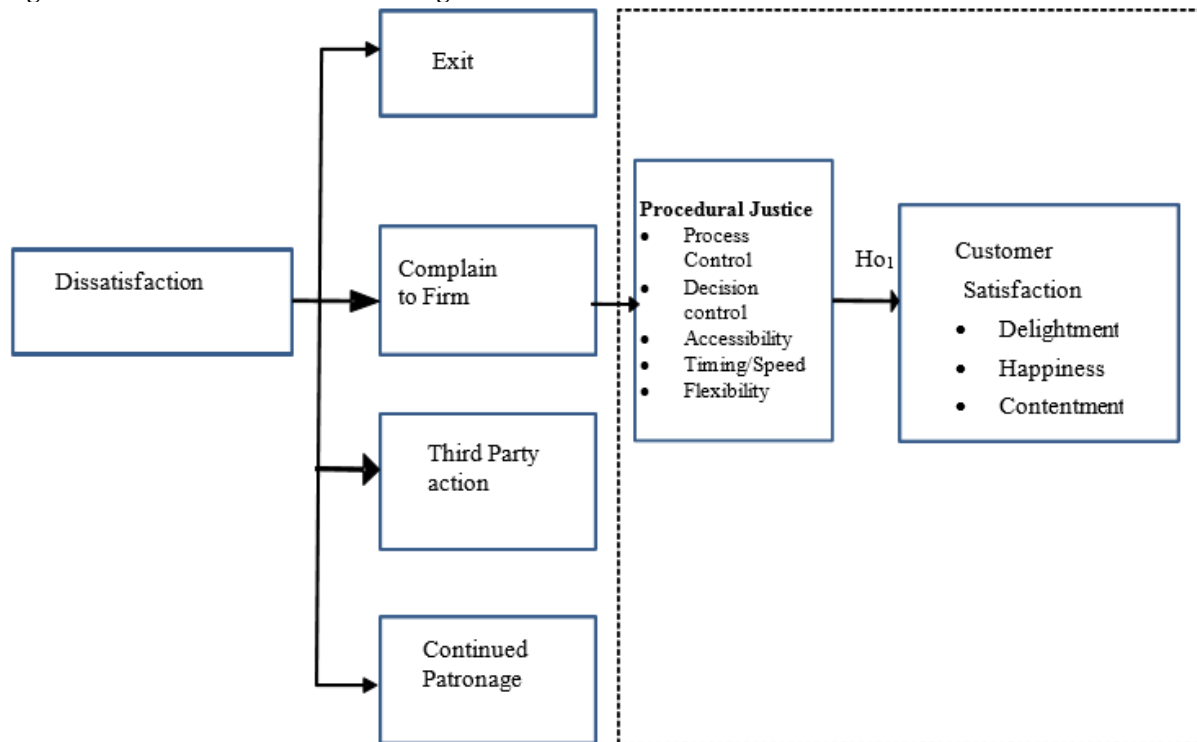 Exit
Procedural Justice
• Process
Control
• Decision
control
• Accessibility
• Timing/Speed
• Flexibility
Ho1
Customer
Satisfaction
• Delightment
• Happiness
• Contentment
Dissatisfaction
Complain
to Firm
Third Party
action
Continued
Patronage